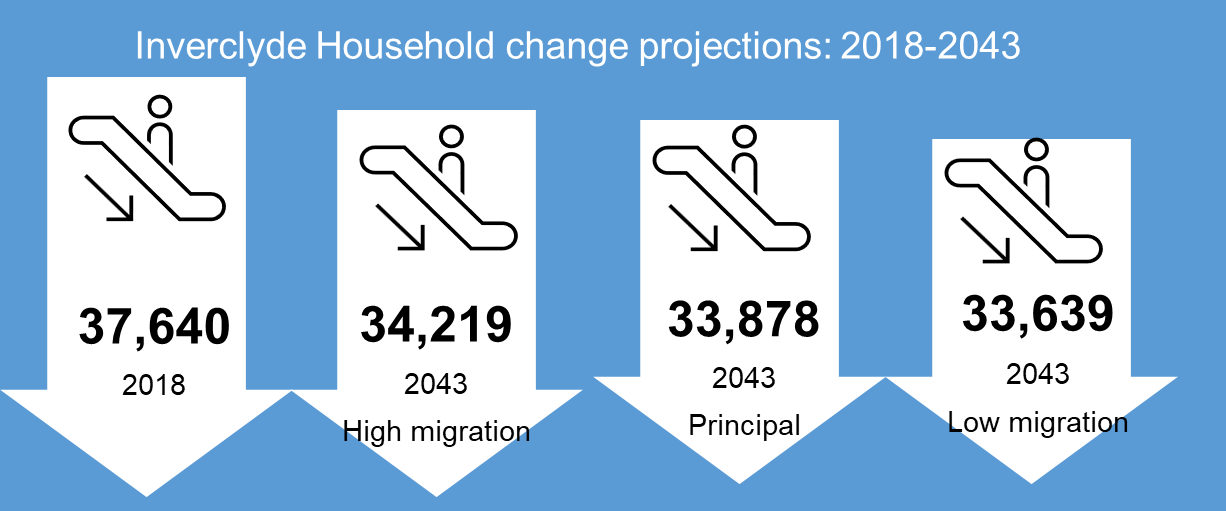 Inverclyde Household change projections: 2018-2043
37,640
2018
34,219
2043
High migration
33,878
2043
Principal
33,639
2043
Low migration